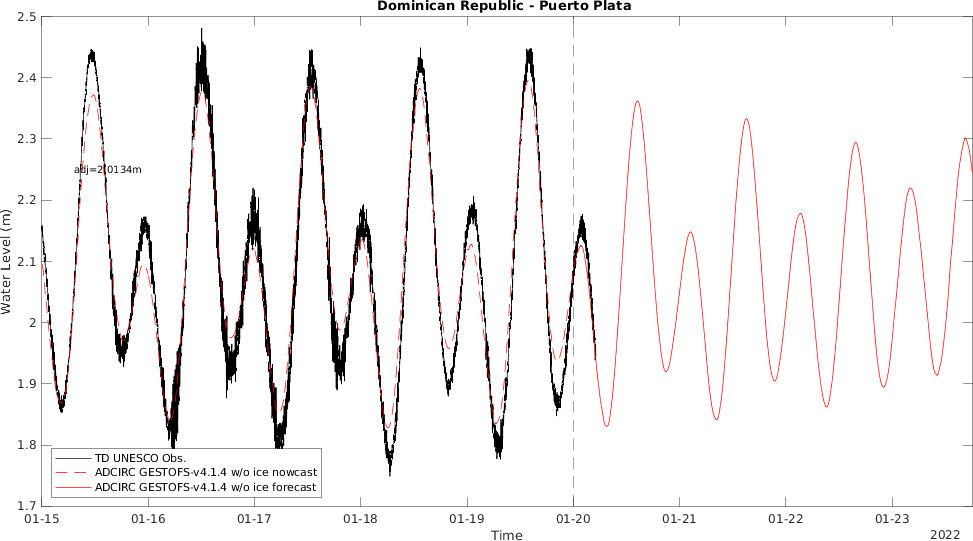 Dominican Republic - Puerto Plata
2.5
2.4
2.3
2.2
2.1
2
1.9
1.8
1.7
Water Level (m)
adj=2.0134m
TD UNESCO Obs.
ADCIRC GESTOFS-v4.1.4 w/o ice nowcast
ADCIRC GESTOFS-v4.1.4 w/o ice forecast
01-15 01-16 01-17 01-18 01-19 01-20 01-21 01-22 01-23
Time
2022